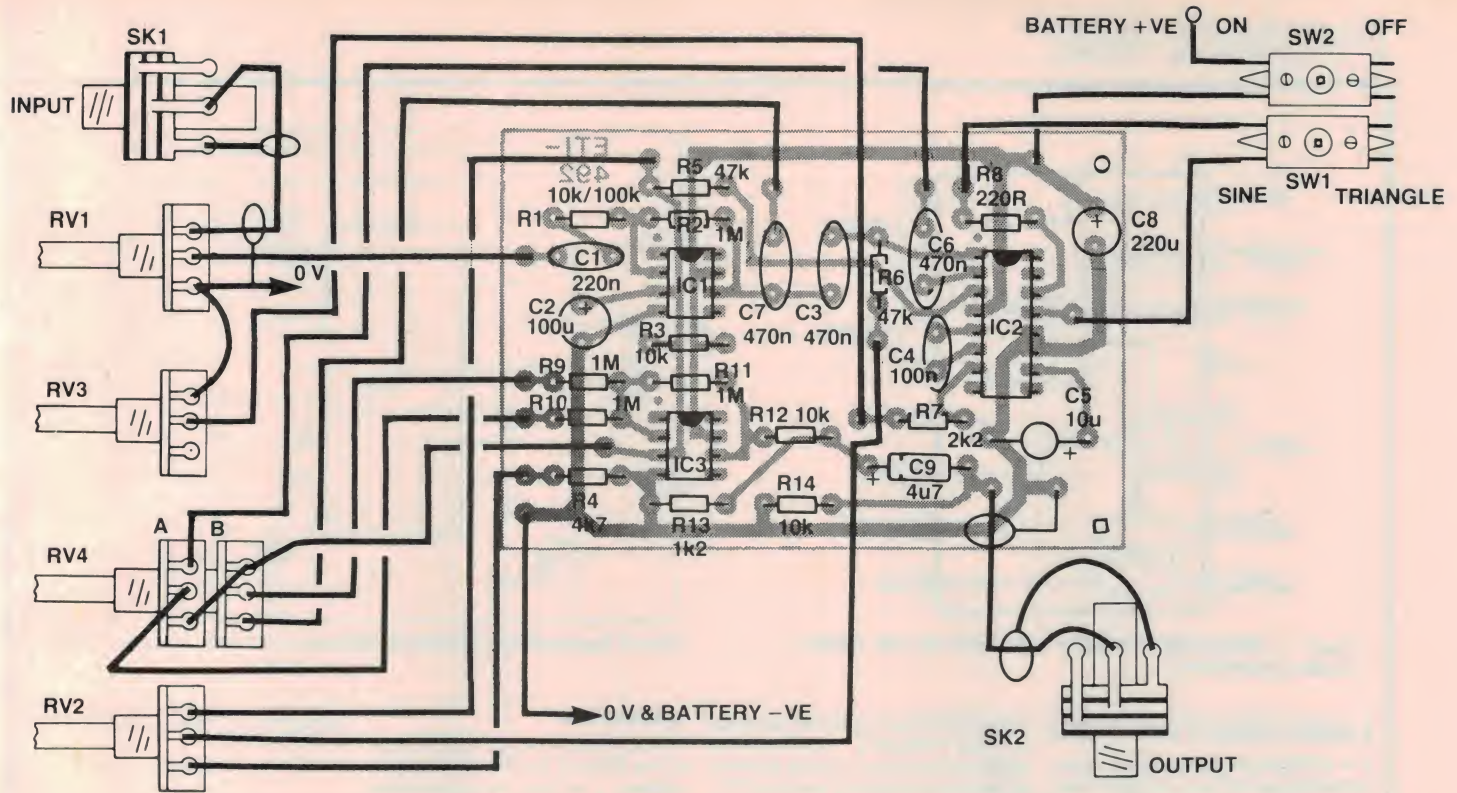 BATTERY +VE ON OFF
SW2
SK1
INPUT
ETI-
492
R5 47k
10k/100k
R1
R2
1M
R8
220R
SW1
SINE TRIANGLE
RV1
C1
220n
IC1
C6
470n
C8
220u
+
0 V
R6
47k
C2
100u
+
C7
470n
C3
470n
IC2
R3
10k
C4
100n
RV3
R9 1M
R11
1M
R10 1M
R12 10k
R7
2k2
C5
10u
+
IC3
C9
4u7
+
R4
4k7
R13
1k2
R14
10k
A B
RV4
RV2
0 V & BATTERY –VE
SK2
OUTPUT